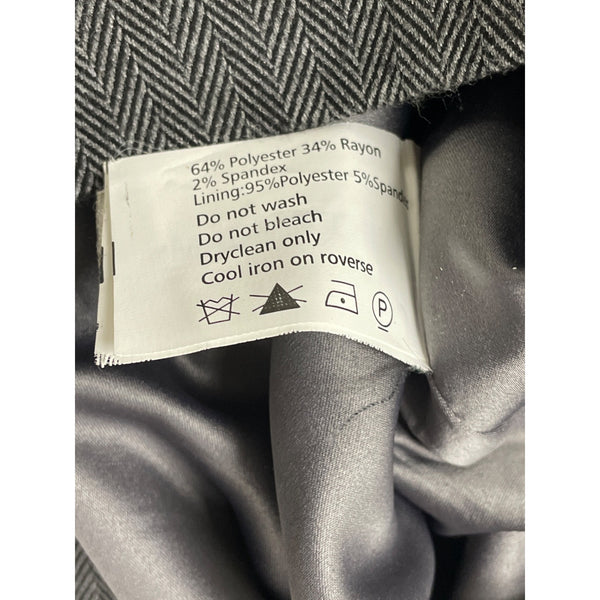 64% Polyester 34% Rayon
2% Spandex
Lining:95%Polyester 5%Spandex
Do not wash
Do not bleach
Dryclean only
Cool iron on roverse
P